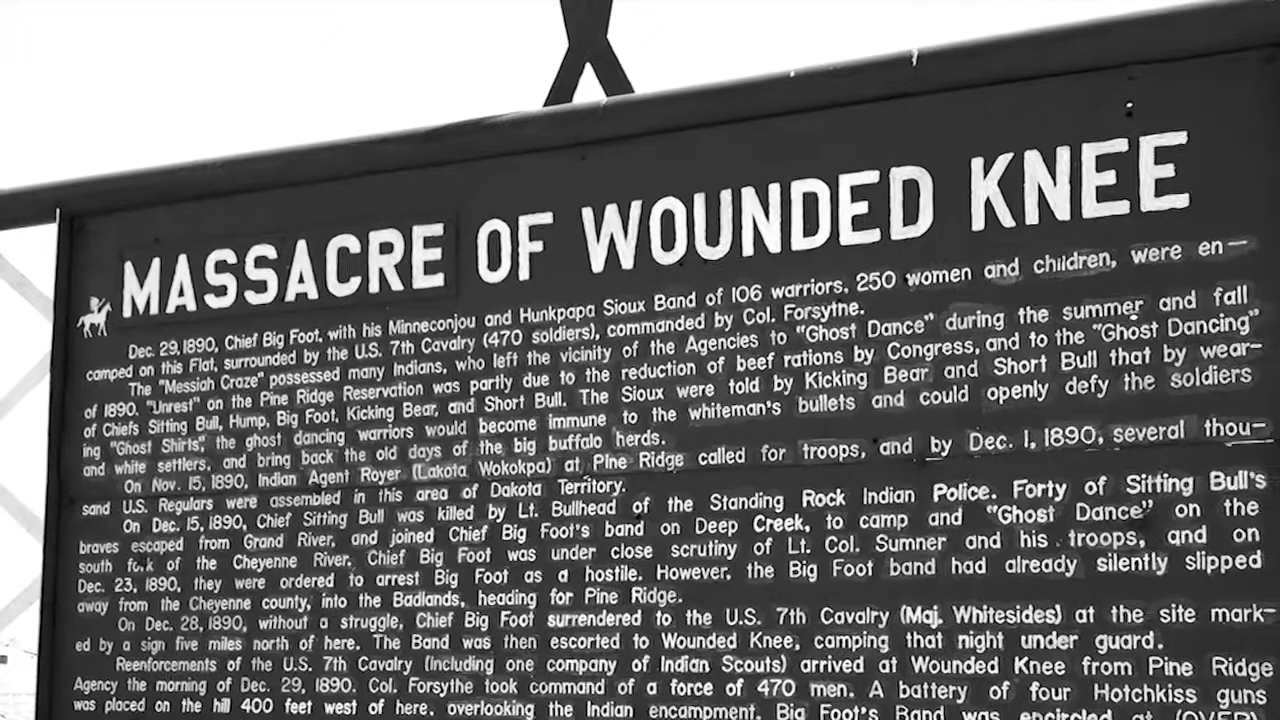 MASSACRE OF WOUNDED KNEE
Dec. 29, 1890, Chief Big Foot, with his Minneconjou and Hunkpapa Sioux Band of 106 warriors, 250 women and children, were en-
camped on this Flat, surrounded by the U.S. 7th Cavalry (470 soldiers), commanded by Col. Forsythe.
The "Messiah Craze" possessed many Indians, who left the vicinity of the Agencies to "Ghost Dance" during the summer and fall
of 1890. "Unrest" on the Pine Ridge Reservation was partly due to the reduction of beef rations by Congress, and to the "Ghost Dancing"
of Chiefs Sitting Bull, Hump, Big Foot, Kicking Bear, and Short Bull. The Sioux were told by Kicking Bear and Short Bull that by wear-
ing "Ghost Shirts", the ghost dancing warriors would become immune to the whiteman's bullets and could openly defy the soldiers
and white settlers, and bring back the old days of the big buffalo herds.
On Nov. 15, 1890, Indian Agent Royer (Lakota Wokokpa) at Pine Ridge called for troops, and by Dec. 1, 1890, several thou-
sand U.S. Regulars were assembled in this area of Dakota Territory.
On Dec. 15, 1890, Chief Sitting Bull was killed by Lt. Bullhead of the Standing Rock Indian Police. Forty of Sitting Bull's
braves escaped from Grand River, and joined Chief Big Foot's band on Deep Creek, to camp and "Ghost Dance" on the
south fork of the Cheyenne River. Chief Big Foot was under close scrutiny of Lt. Col. Sumner and his troops, and on
Dec. 23, 1890, they were ordered to arrest Big Foot as a hostile. However, the Big Foot band had already silently slipped
away from the Cheyenne county, into the Badlands, heading for Pine Ridge.
On Dec. 28, 1890, without a struggle, Chief Big Foot surrendered to the U.S. 7th Cavalry (Maj. Whitesides) at the site mark-
ed by a sign five miles north of here. The Band was then escorted to Wounded Knee, camping that night under guard.
Reenforcements of the U.S. 7th Cavalry (including one company of Indian Scouts) arrived at Wounded Knee from Pine Ridge
Agency the morning of Dec. 29, 1890. Col. Forsythe took command of a force of 470 men. A battery of four Hotchkiss guns
was placed on the hill 400 feet west of here, overlooking the Indian encampment. Big Foot's Band was encircled at (OVER)